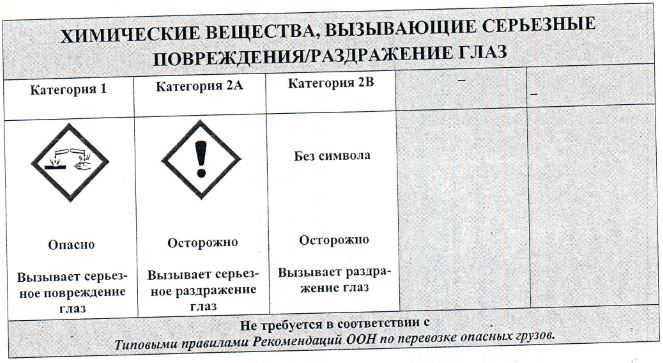 ХИМИЧЕСКИЕ ВЕЩЕСТВА, ВЫЗЫВАЮЩИЕ СЕРЬЕЗНЫЕ
ПОВРЕЖДЕНИЯ/РАЗДРАЖЕНИЕ ГЛАЗ
Категория 1 Категория 2А Категория 2В – –
Без символа
Опасно Осторожно Осторожно
Вызывает серьез- Вызывает серьез- Вызывает раздра-
ное повреждение ное раздражение жение глаз
глаз глаз
Не требуется в соответствии с
Типовыми правилами Рекомендаций ООН по перевозке опасных грузов.